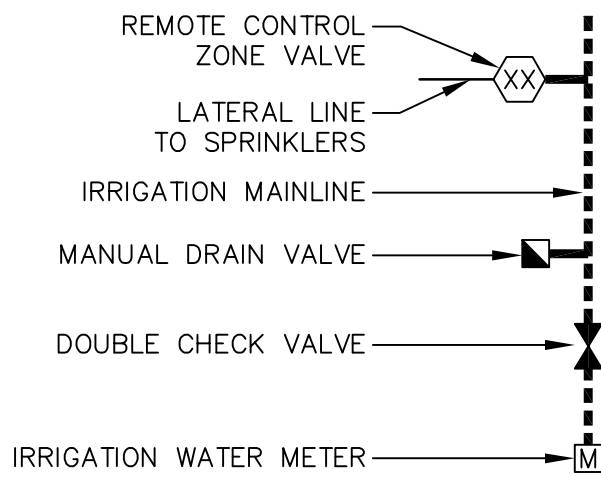 REMOTE CONTROL
ZONE VALVE
XX
LATERAL LINE
TO SPRINKLERS
IRRIGATION MAINLINE
MANUAL DRAIN VALVE
DOUBLE CHECK VALVE
IRRIGATION WATER METER
M